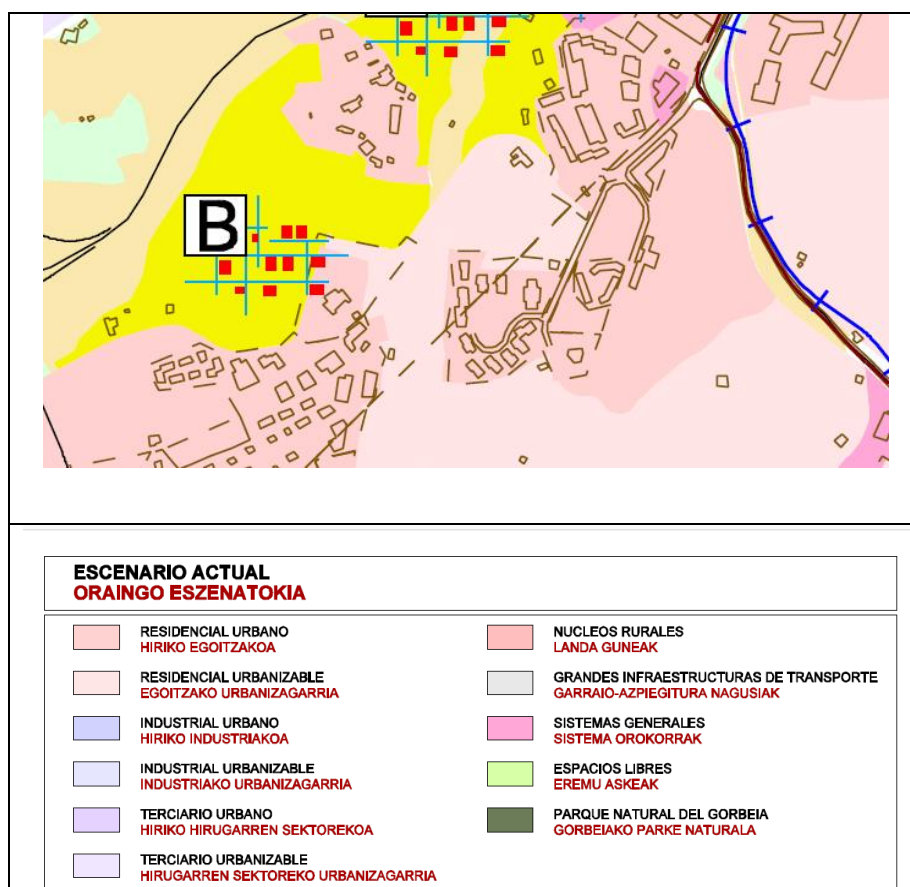 B
ESCENARIO ACTUAL
ORAINGO ESZENATOKIA
RESIDENCIAL URBANO
HIRIKO EGOITZAKOA
RESIDENCIAL URBANIZABLE
EGOITZAKO URBANIZAGARRIA
INDUSTRIAL URBANO
HIRIKO INDUSTRIAKOA
INDUSTRIAL URBANIZABLE
INDUSTRIAKO URBANIZAGARRIA
TERCIARIO URBANO
HIRIKO HIRUGARREN SEKTOREKOA
TERCIARIO URBANIZABLE
HIRUGARREN SEKTOREKO URBANIZAGARRIA
NUCLEOS RURALES
LANDA GUNEAK
GRANDES INFRAESTRUCTURAS DE TRANSPORTE
GARRAIO-AZPIEGITURA NAGUSIAK
SISTEMAS GENERALES
SISTEMA OROKORRAK
ESPACIOS LIBRES
EREMU ASKEAK
PARQUE NATURAL DEL GORBEIA
GORBEIAKO PARKE NATURALA